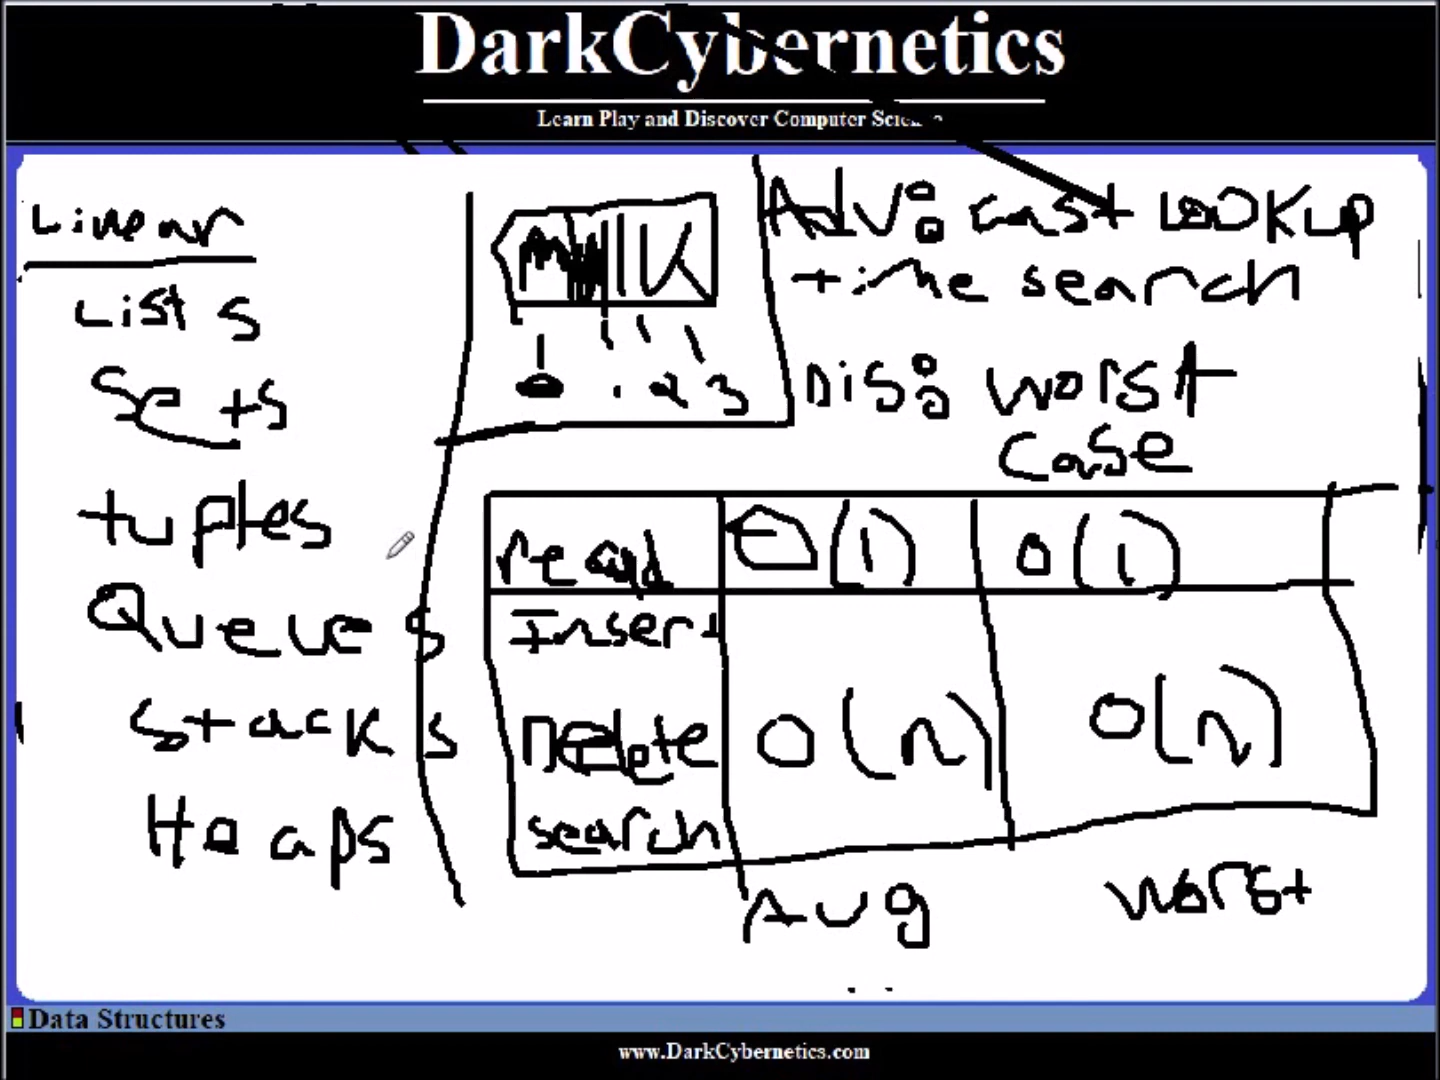 DarkCybernetics
Learn Play and Discover Computer
Linear
Lists
Sets
tuples
Queues
stacks
Heaps
K
0 1 2 3
Adv: fast LOOKup
time search
Dis: worst
case
read O(1) O(1)
Insert
Delete O(n) O(n)
search
Avg worst
Data Structures
www.DarkCybernetics.com